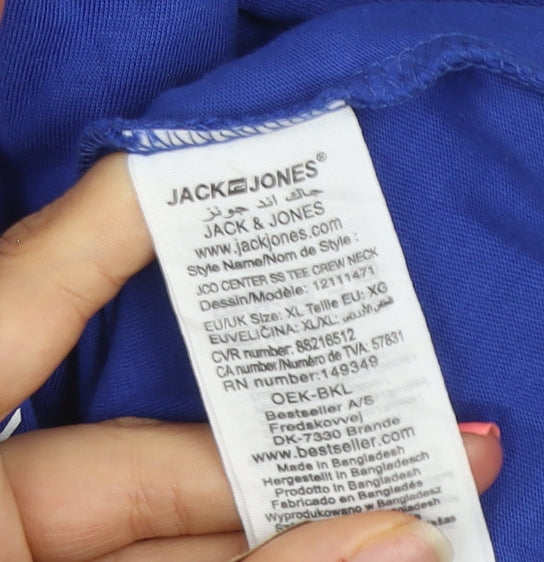 JACK JONES®
جاك اند جونز
JACK & JONES
www.jackjones.com
Style Name/Nom de Style :
JCO CENTER SS TEE CREW NECK
Dessin/Modèle: 12111471
EU/UK Size: XL Taille EU: XG
EUVELIČINA: XL/XL:
CVR number: 88216512
CA number/Numéro de TVA: 57831
RN number:149349
OEK-BKL
Bestseller A/S
Fredskovvej
DK-7330 Brande
www.bestseller.com
Made in Bangladesh
Hergestellt in Bangladesch
Prodotto in Bangladesh
Fabricado en Bangladés
Wyprodukowano w Bangladesz